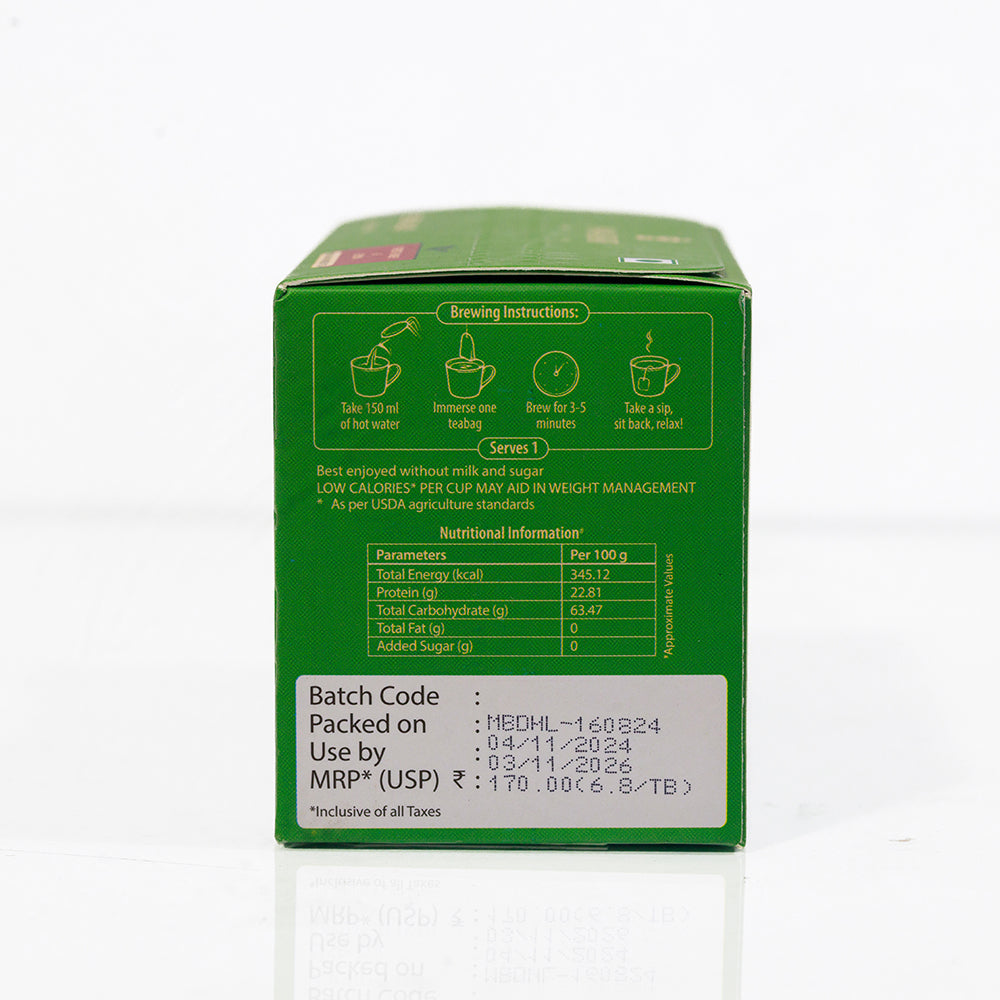 Brewing Instructions:
Take 150 ml
of hot water
Immerse one
teabag
Brew for 3-5
minutes
Take a sip,
sit back, relax!
Serves 1
Best enjoyed without milk and sugar
LOW CALORIES* PER CUP MAY AID IN WEIGHT MANAGEMENT
* As per USDA agriculture standards
Nutritional Information#
Parameters Per 100 g
Total Energy (kcal) 345.12
Protein (g) 22.81
Total Carbohydrate (g) 63.47
Total Fat (g) 0
Added Sugar (g) 0
#Approximate Values
Batch Code :
Packed on : MBDHL-160824
Use by : 04/11/2024
03/11/2026
MRP* (USP) ₹ : 170.00(6.8/TB)
*Inclusive of all Taxes